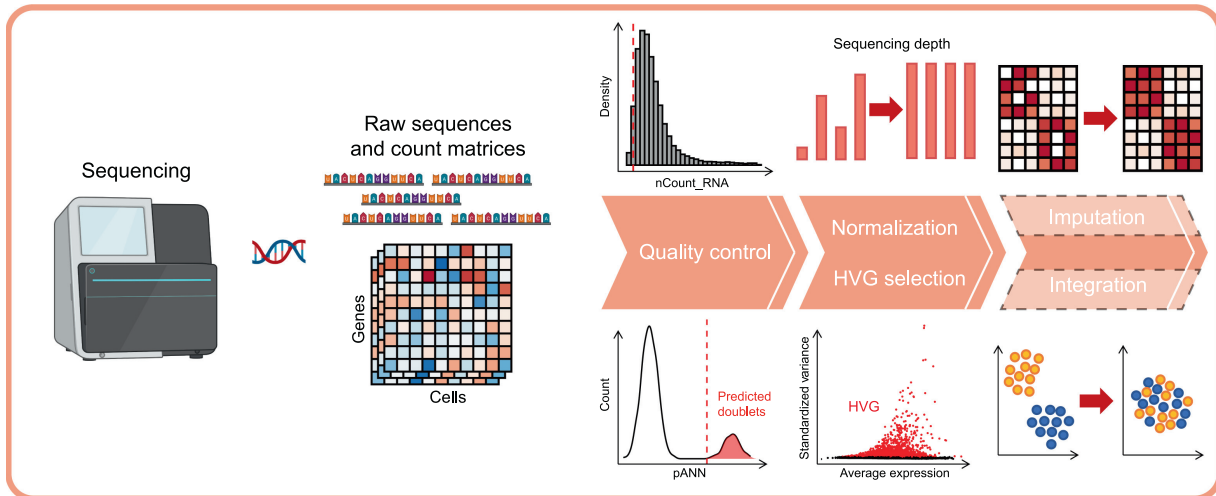 Sequencing
Raw sequences
and count matrices
Genes
Cells
Density
nCount_RNA
Sequencing depth
Quality control
Normalization
HVG selection
Imputation
Integration
Count
Predicted
doublets
pANN
Standardized variance
HVG
Average expression